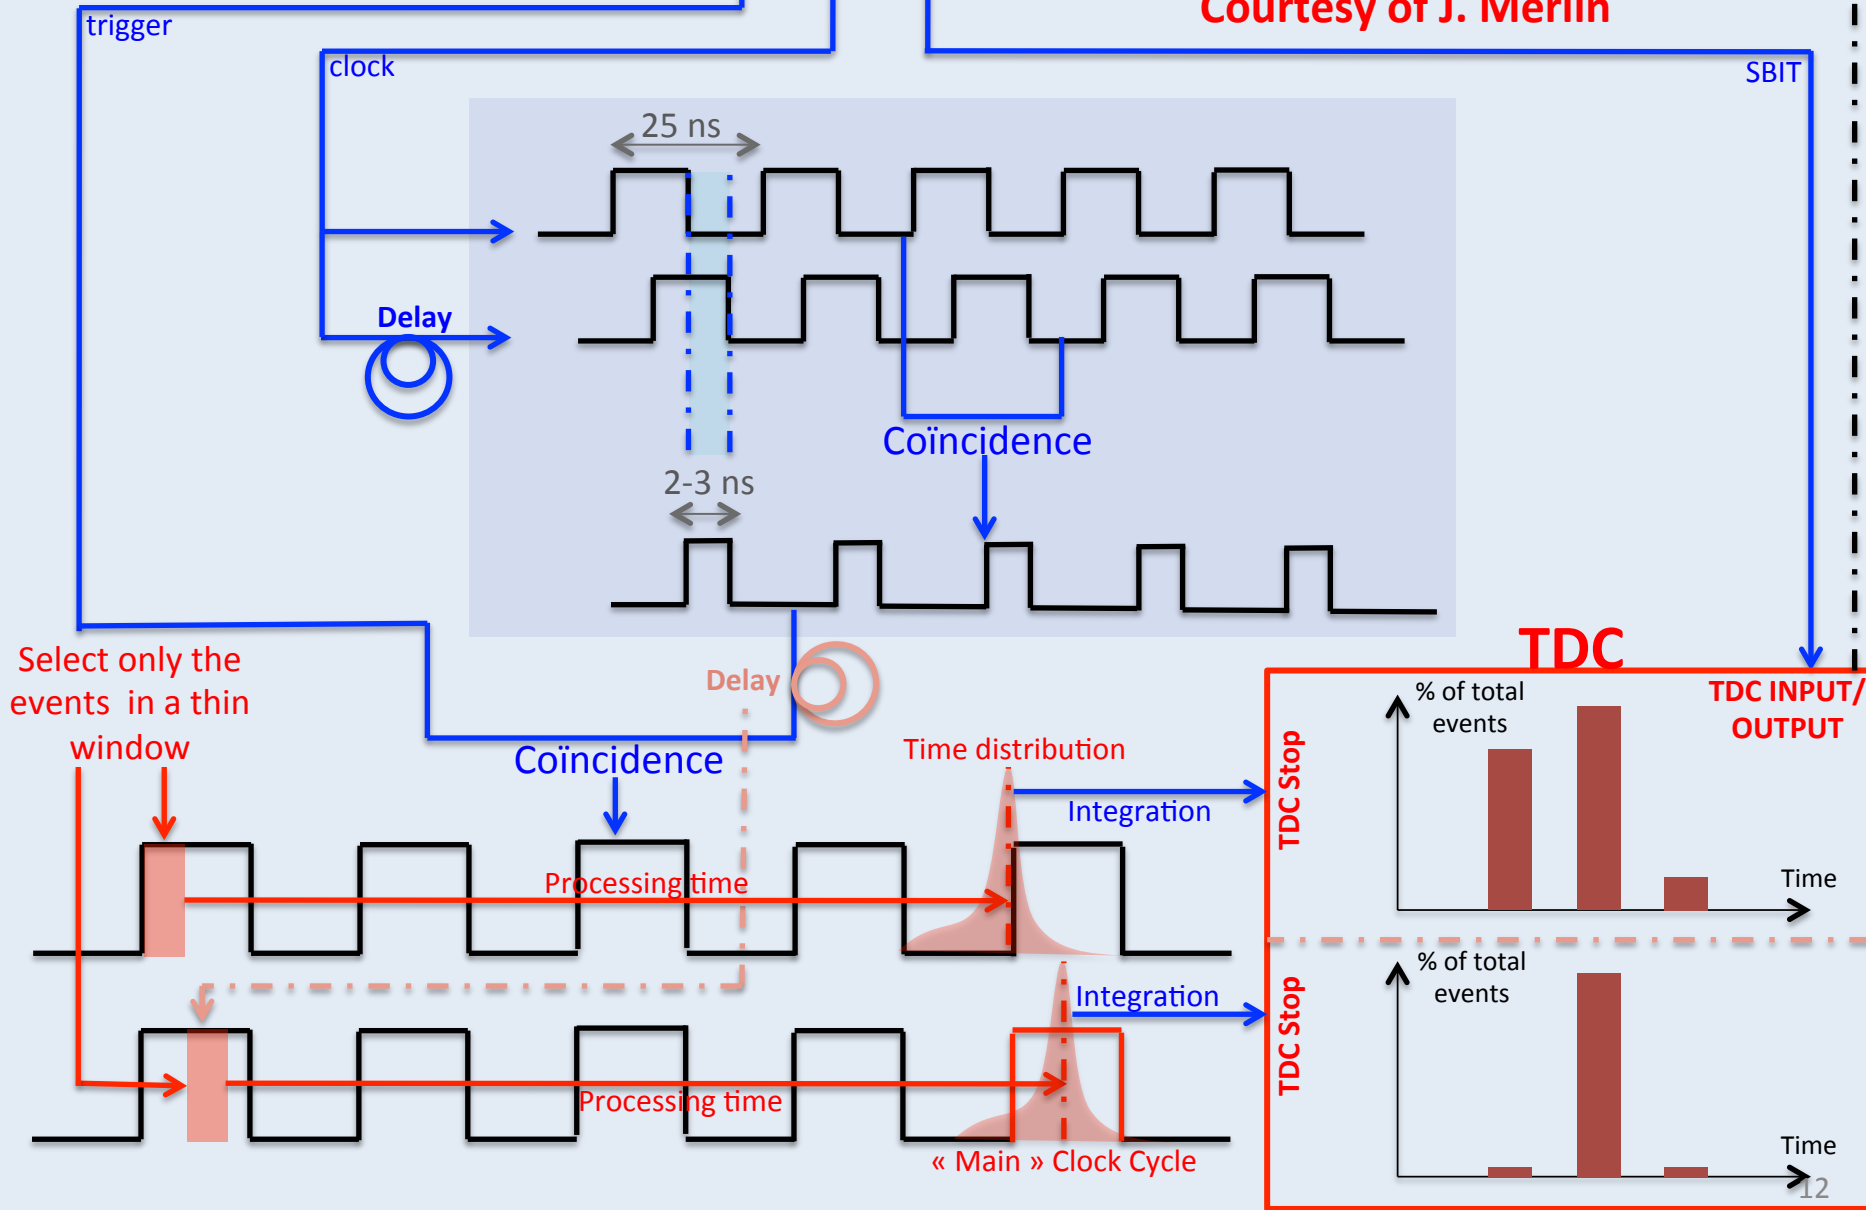 Courtesy of J. Merlin
trigger
clock
SBIT
25 ns
Delay
Coïncidence
2-3 ns
Select only the
events in a thin
window
Delay
Coïncidence
Time distribution
Integration
Processing time
Integration
Processing time
« Main » Clock Cycle
TDC
TDC INPUT/
OUTPUT
TDC Stop
% of total
events
Time
TDC Stop
% of total
events
Time
12